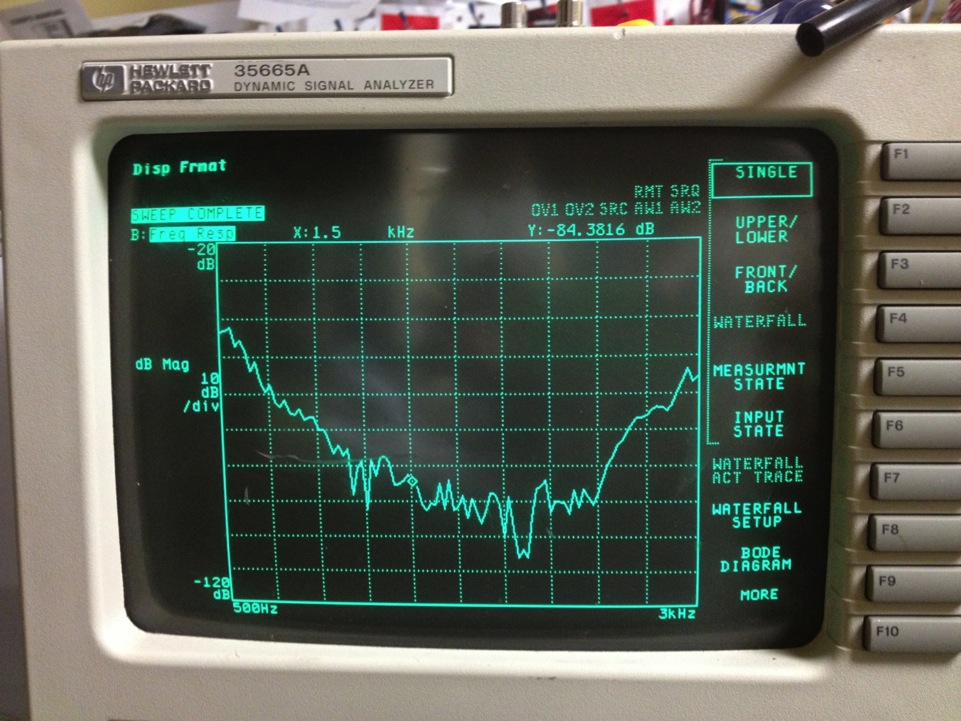 hp HEWLETT PACKARD
35665A
DYNAMIC SIGNAL ANALYZER
Disp Frmat
RMT SRQ
SWEEP COMPLETE
OV1 OV2 SRC AW1 AW2
B:Freq Resp X:1.5 kHz Y:-84.3816 dB
-20
dB
dB Mag
10
dB
/div
-120
dB
500Hz 3kHz
SINGLE
UPPER/
LOWER
FRONT/
BACK
WATERFALL
MEASURMNT
STATE
INPUT
STATE
WATERFALL
ACT TRACE
WATERFALL
SETUP
BODE
DIAGRAM
MORE
F1
F2
F3
F4
F5
F6
F7
F8
F9
F10